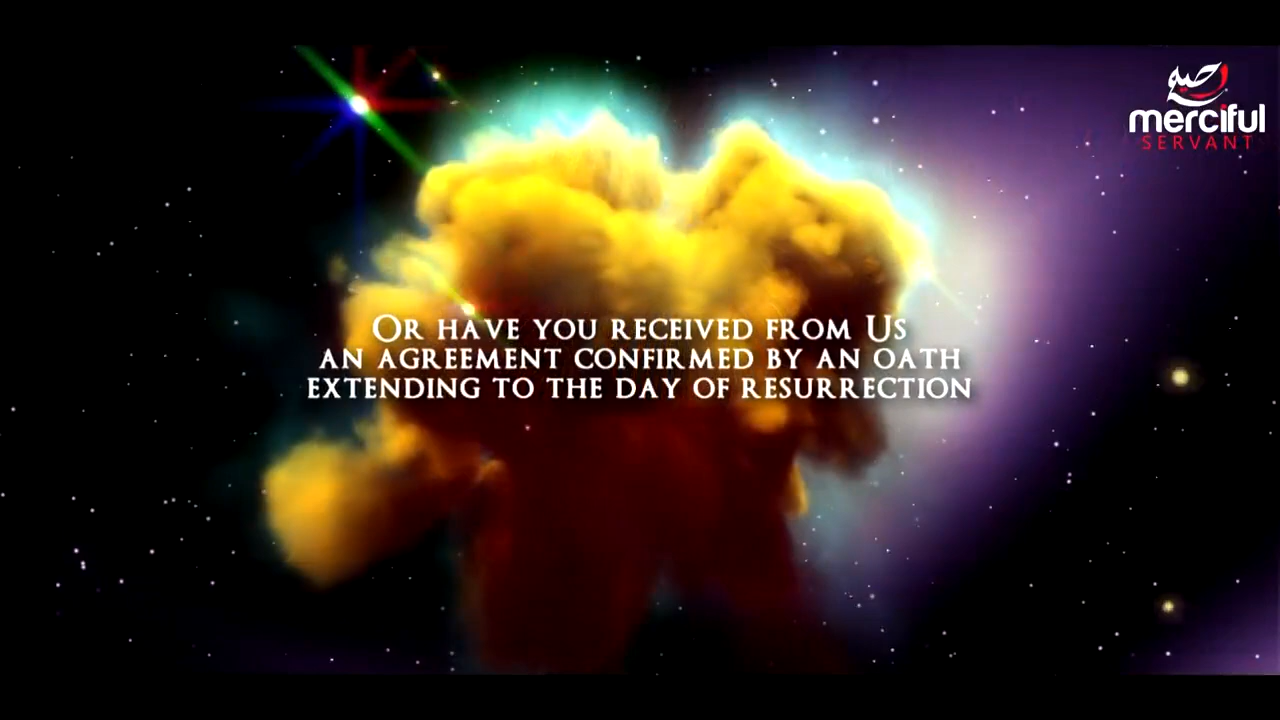 merciful
SERVANT
Or have you received from Us
an agreement confirmed by an oath
extending to the day of resurrection